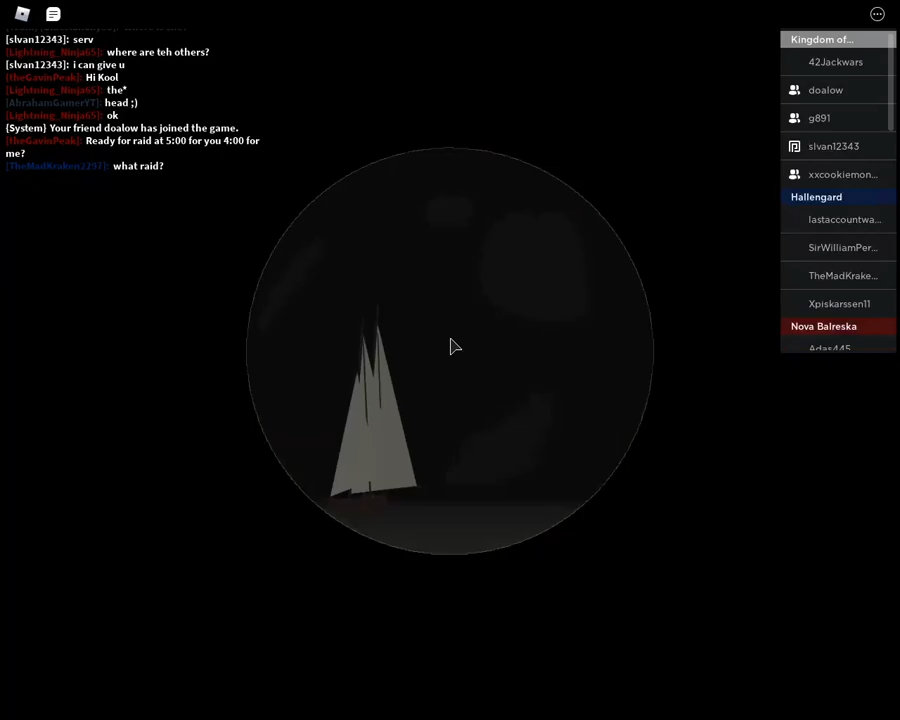 [slvan12343]: serv
[Lightning_Ninja65]: where are teh others?
[slvan12343]: i can give u
[theGavinPeak]: Hi Kool
[Lightning_Ninja65]: the*
[AbrahamGamerYT]: head ;)
[Lightning_Ninja65]: ok
{System} Your friend doalow has joined the game.
[theGavinPeak]: Ready for raid at 5:00 for you 4:00 for
me?
[TheMadKraken2297]: what raid?
Kingdom of...
42Jackwars
doalow
g891
slvan12343
xxcookiemon...
Hallengard
lastaccountwa...
SirWilliamPer...
TheMadKrake...
Xpiskarssen11
Nova Balreska
Adas445